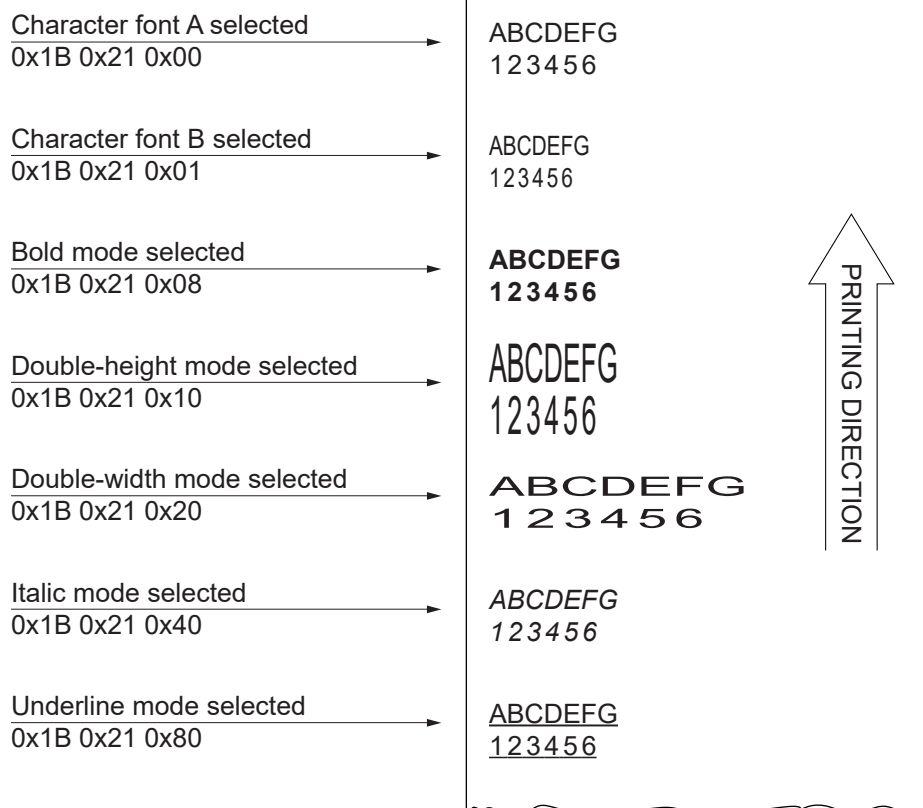 Character font A selected
0x1B 0x21 0x00
ABCDEFG
123456
Character font B selected
0x1B 0x21 0x01
ABCDEFG
123456
Bold mode selected
0x1B 0x21 0x08
ABCDEFG
123456
Double-height mode selected
0x1B 0x21 0x10
ABCDEFG
123456
Double-width mode selected
0x1B 0x21 0x20
ABCDEFG
123456
Italic mode selected
0x1B 0x21 0x40
ABCDEFG
123456
Underline mode selected
0x1B 0x21 0x80
ABCDEFG
123456
PRINTING DIRECTION